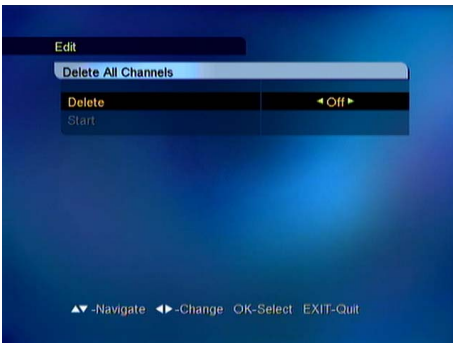 Edit
Delete All Channels
Delete ◄ Off ►
Start
▲▼ -Navigate ◄► -Change OK-Select EXIT-Quit